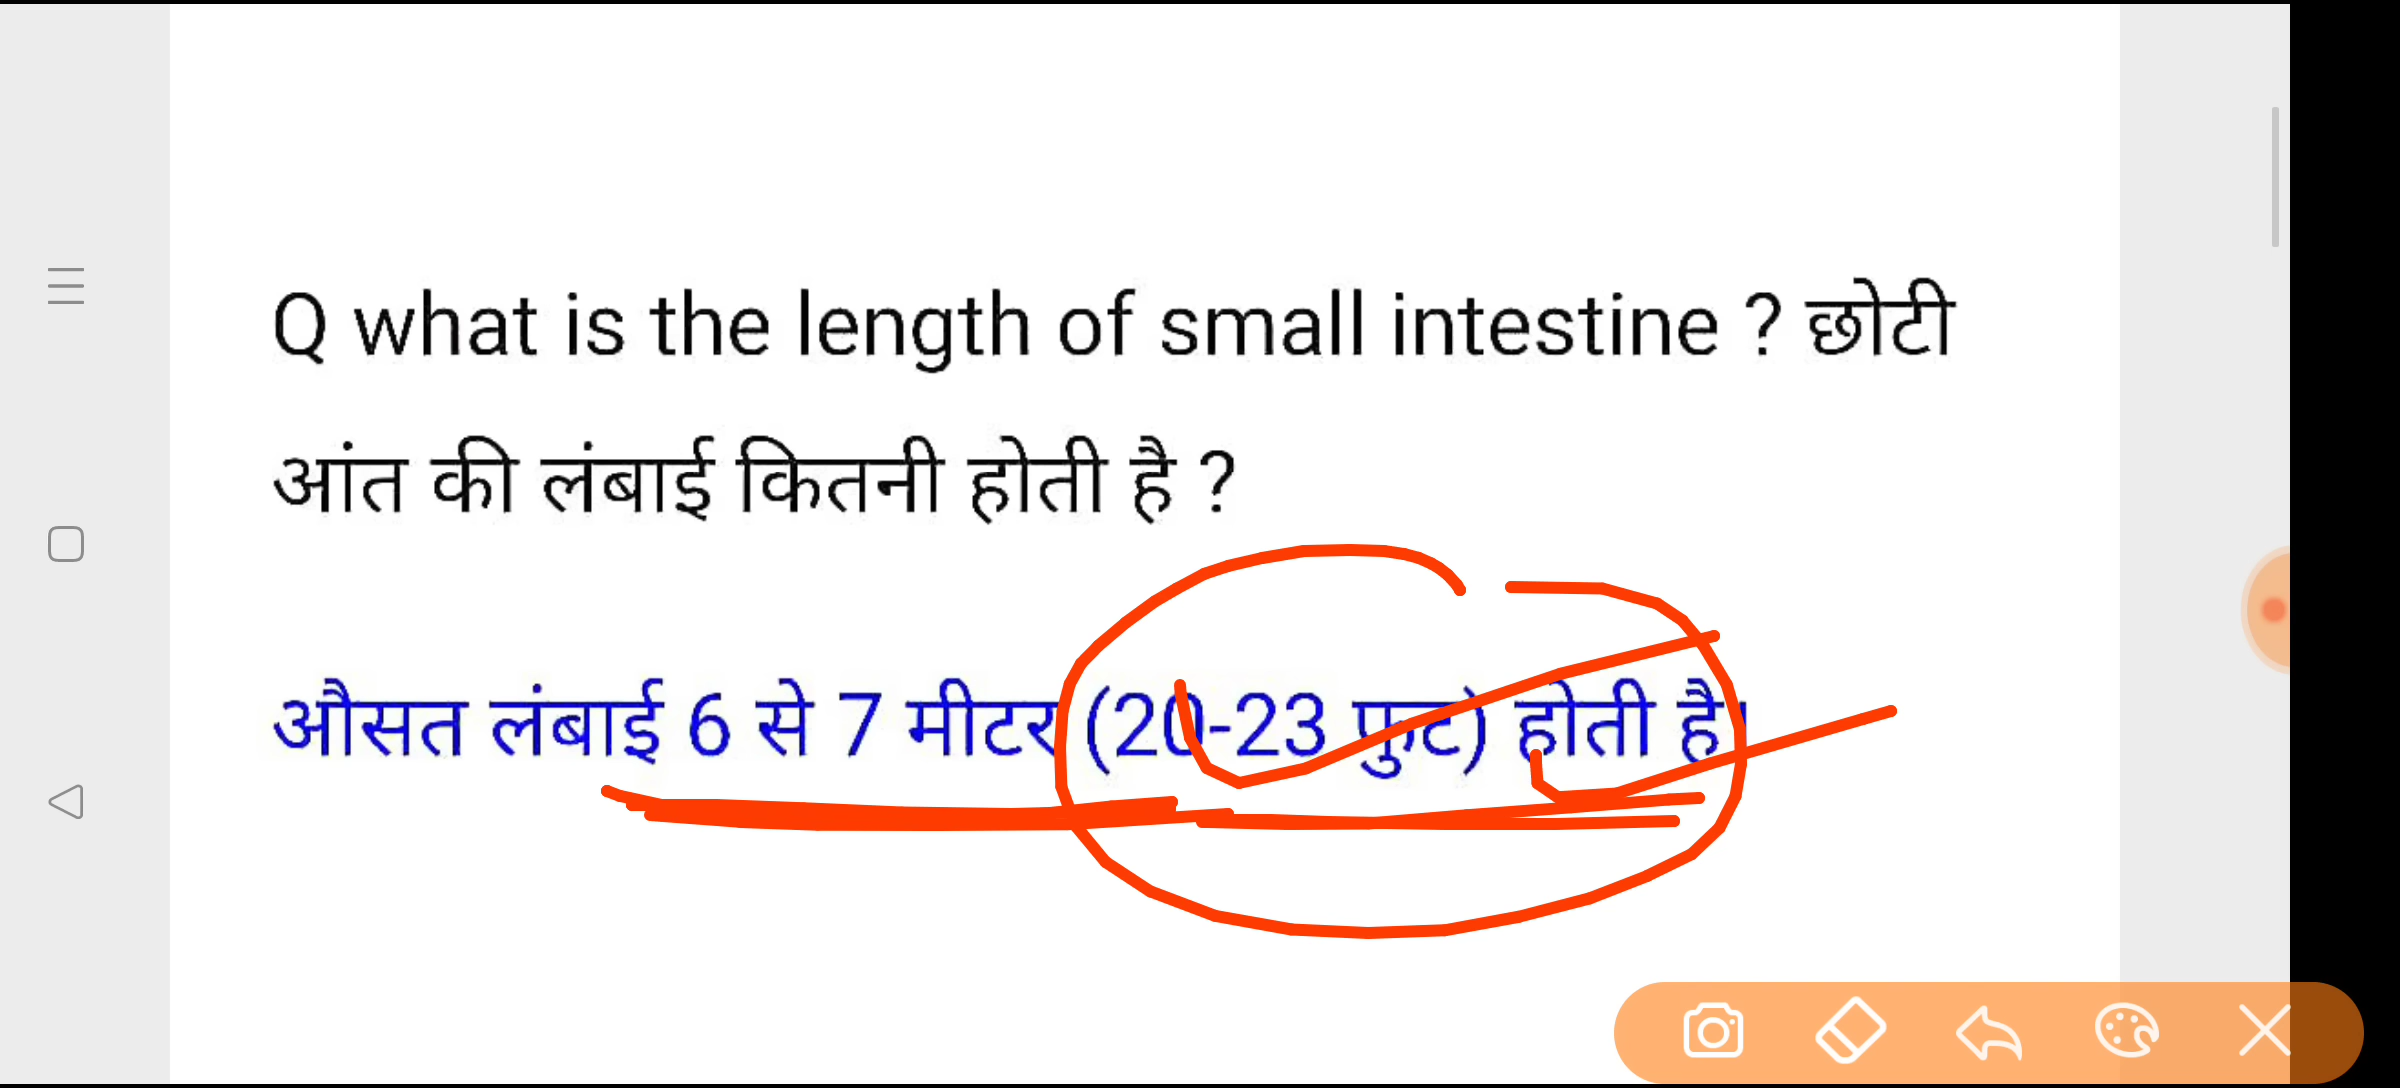 Q what is the length of small intestine ? छोटी
आंत की लंबाई कितनी होती है ?
औसत लंबाई 6 से 7 मीटर (20-23 फुट) होती है।